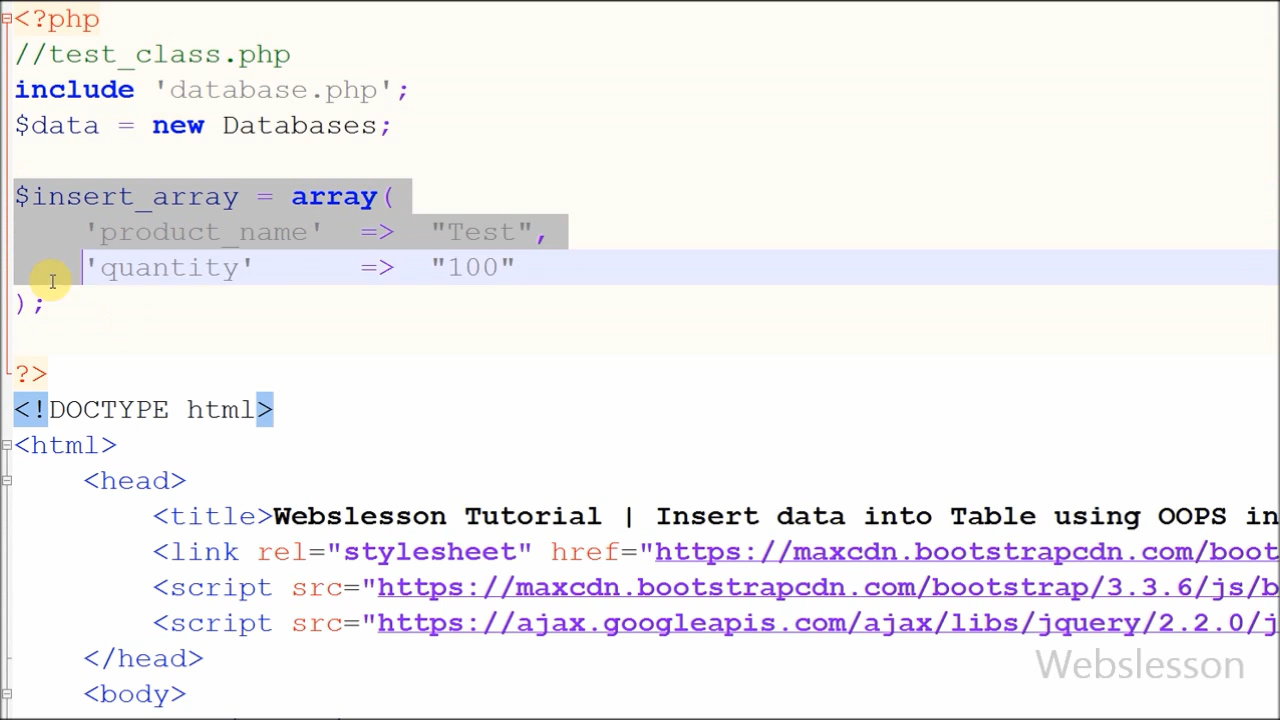 <?php
//test_class.php
include 'database.php';
$data = new Databases;
$insert_array = array(
'product_name' => "Test",
'quantity' => "100"
);
?>
<!DOCTYPE html>
<html>
<head>
<title>Webslesson Tutorial | Insert data into Table using OOPS in
<link rel="stylesheet" href="https://maxcdn.bootstrapcdn.com/boot
<script src="https://maxcdn.bootstrapcdn.com/bootstrap/3.3.6/js/b
<script src="https://ajax.googleapis.com/ajax/libs/jquery/2.2.0/j
</head>
Webslesson
<body>